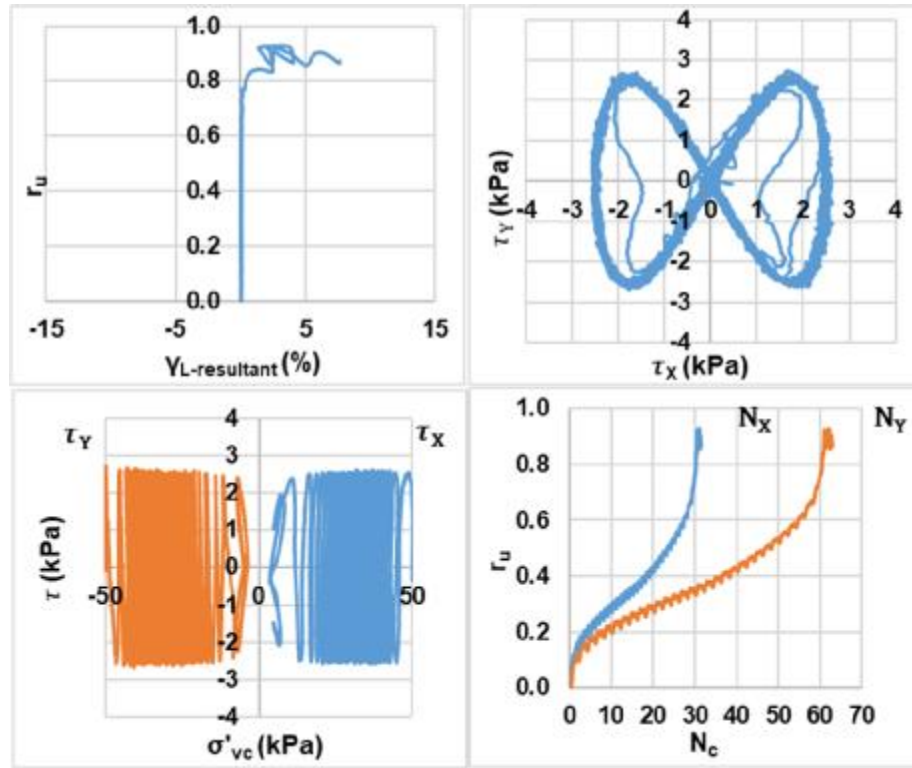 1.0
0.8
0.6
0.4
0.2
0.0
r_u
-15 -5 5 15
γ_L-resultant (%)
4
3
2
1
0
-1
-2
-3
-4
τ_Y (kPa)
-4 -3 -2 -1 0 1 2 3 4
τ_X (kPa)
τ_Y τ_X
4
3
2
1
0
-1
-2
-3
-4
τ (kPa)
-50 0 50
σ'_vc (kPa)
N_X N_Y
1.0
0.8
0.6
0.4
0.2
0.0
r_u
0 10 20 30 40 50 60 70
N_c